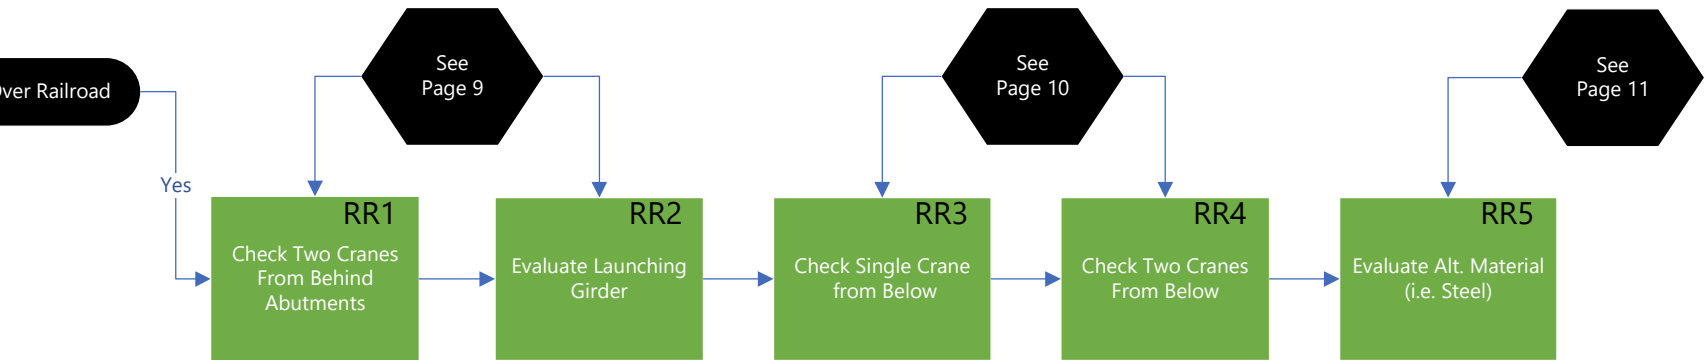 See
Page 9
See
Page 10
See
Page 11
Over Railroad
Yes
RR1
Check Two Cranes
From Behind
Abutments
RR2
Evaluate Launching
Girder
RR3
Check Single Crane
from Below
RR4
Check Two Cranes
From Below
RR5
Evaluate Alt. Material
(i.e. Steel)